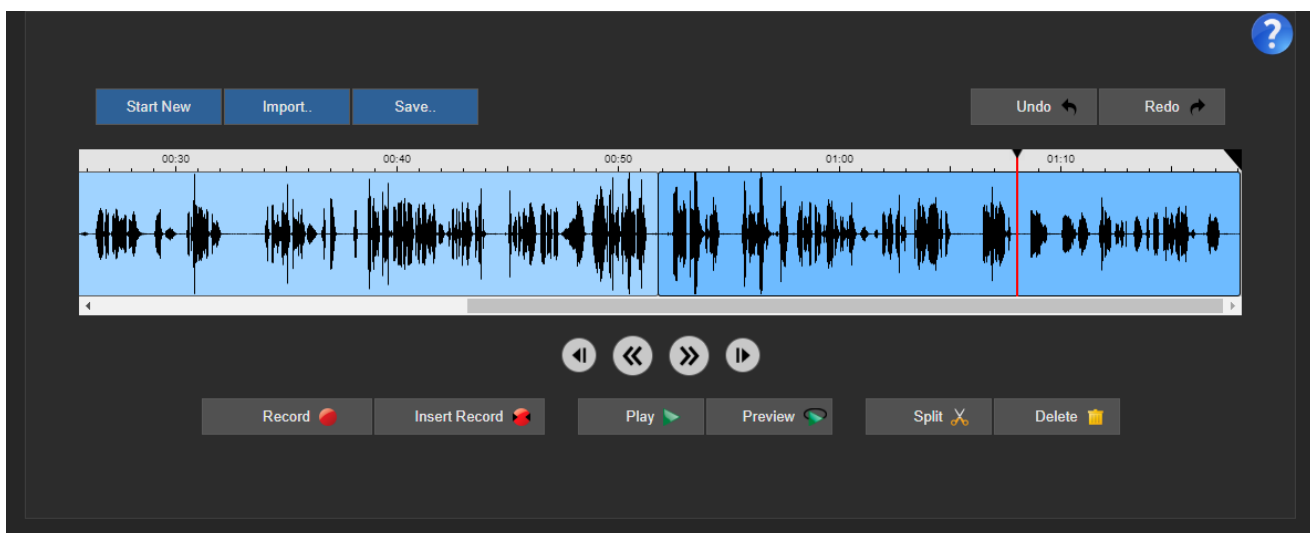 ?
Start New Import.. Save.. Undo Redo
00:30 00:40 00:50 01:00 01:10
Record Insert Record Play Preview Split Delete